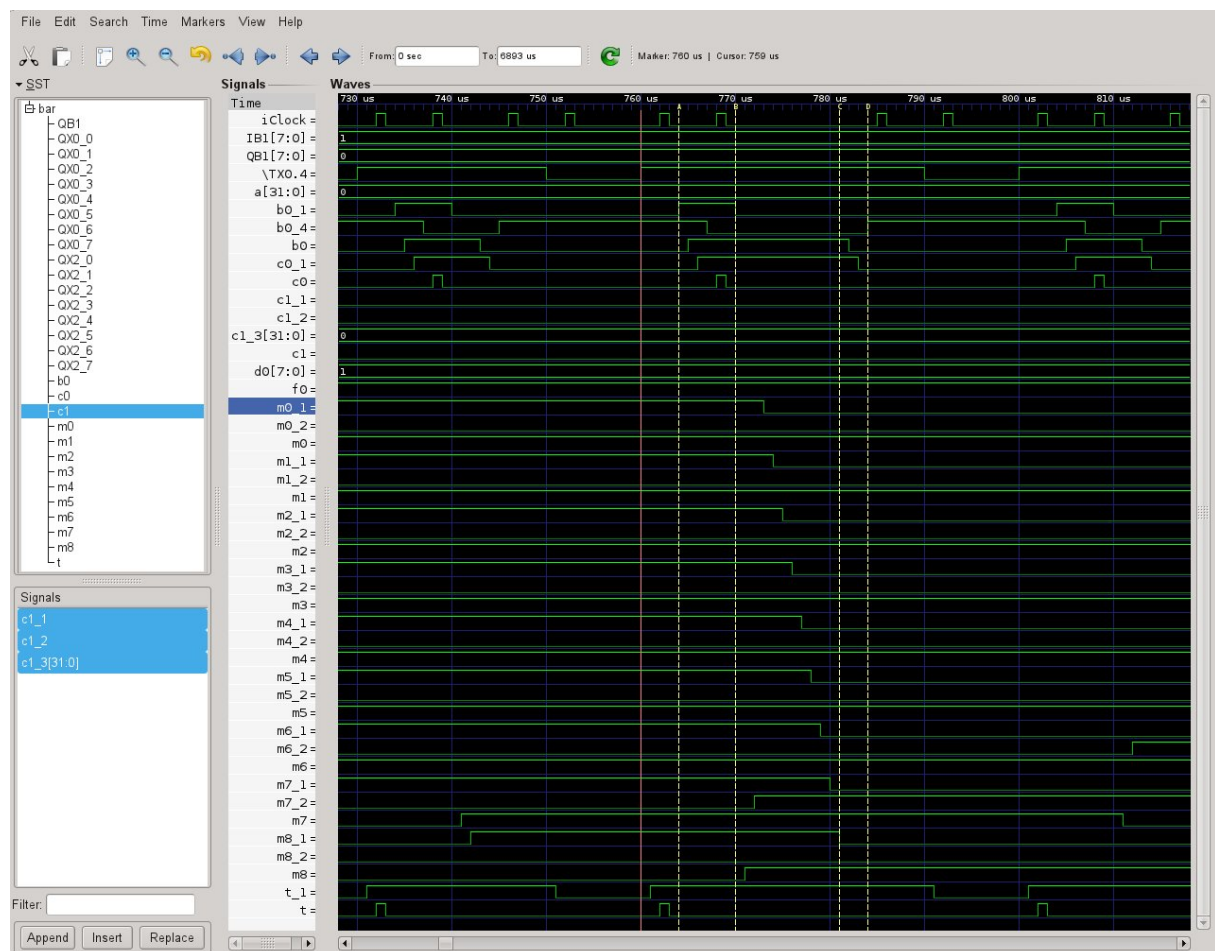 File Edit Search Time Markers View Help
From: 0 sec To: 6893 us Marker: 760 us | Cursor: 759 us
SST
bar
QB1
QX0_0
QX0_1
QX0_2
QX0_3
QX0_4
QX0_5
QX0_6
QX0_7
QX2_0
QX2_1
QX2_2
QX2_3
QX2_4
QX2_5
QX2_6
QX2_7
b0
c0
c1
m0
m1
m2
m3
m4
m5
m6
m7
m8
t
Signals
c1_1
c1_2
c1_3[31:0]
Filter:
Append Insert Replace
Signals
Time
iClock =
IB1[7:0] =
QB1[7:0] =
\TX0.4 =
a[31:0] =
b0_1 =
b0_4 =
b0 =
c0_1 =
c0 =
c1_1 =
c1_2 =
c1_3[31:0] =
c1 =
d0[7:0] =
f0 =
m0_1 =
m0_2 =
m0 =
m1_1 =
m1_2 =
m1 =
m2_1 =
m2_2 =
m2 =
m3_1 =
m3_2 =
m3 =
m4_1 =
m4_2 =
m4 =
m5_1 =
m5_2 =
m5 =
m6_1 =
m6_2 =
m6 =
m7_1 =
m7_2 =
m7 =
m8_1 =
m8_2 =
m8 =
t_1 =
t =
Waves
730 us 740 us 750 us 760 us 770 us 780 us 790 us 800 us 810 us
A B C D
1
0
0
0
1